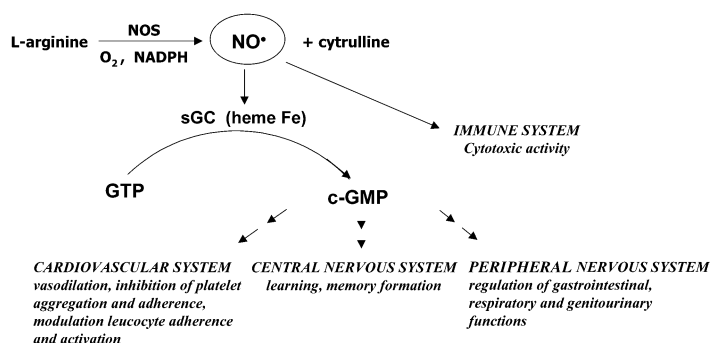 L-arginine
NOS
O2, NADPH
NO•
+ cytrulline
sGC (heme Fe)
IMMUNE SYSTEM
Cytotoxic activity
GTP
c-GMP
CARDIOVASCULAR SYSTEM
vasodilation, inhibition of platelet
aggregation and adherence,
modulation leucocyte adherence
and activation
CENTRAL NERVOUS SYSTEM
learning, memory formation
PERIPHERAL NERVOUS SYSTEM
regulation of gastrointestinal,
respiratory and genitourinary
functions